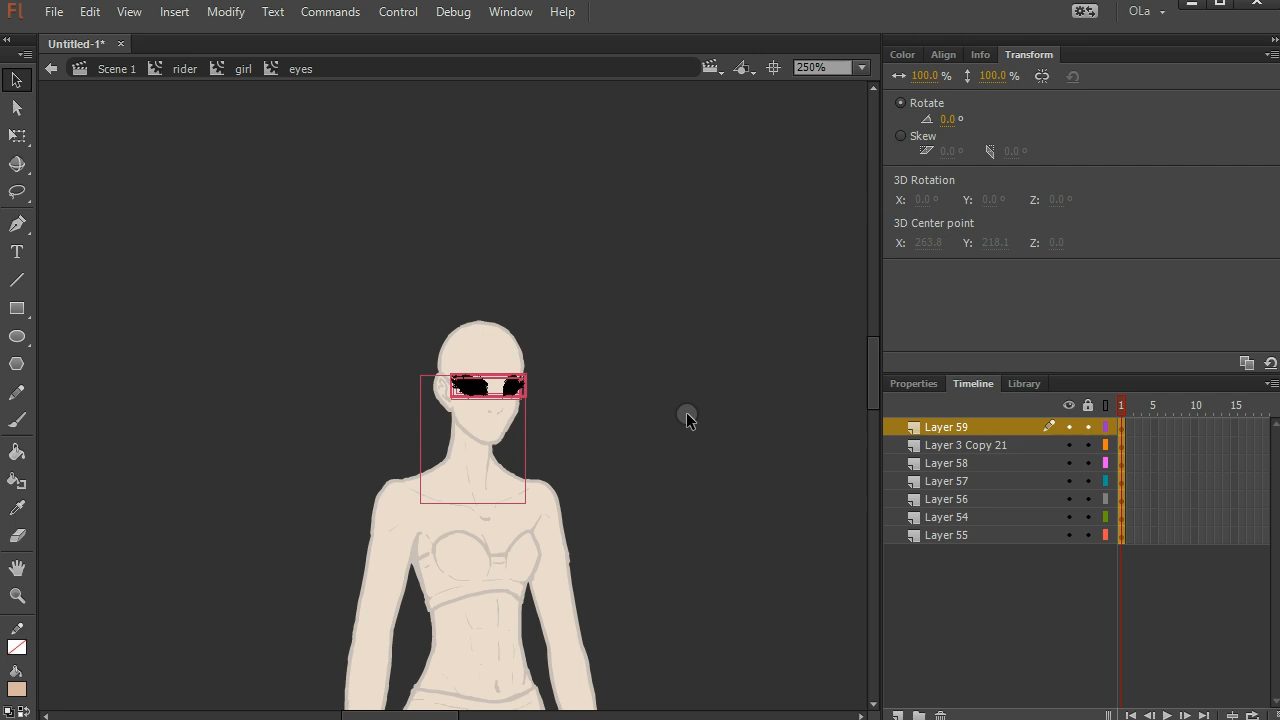 Fl File Edit View Insert Modify Text Commands Control Debug Window Help OLa
Untitled-1* ×
Scene 1 rider girl eyes 250%
Color Align Info Transform
100.0 % 100.0 %
Rotate
0.0 °
Skew
0.0 ° 0.0 °
3D Rotation
X: 0.0 ° Y: 0.0 ° Z: 0.0 °
3D Center point
X: 263.8 Y: 218.1 Z: 0.0
Properties Timeline Library
1 5 10 15
Layer 59
Layer 3 Copy 21
Layer 58
Layer 57
Layer 56
Layer 54
Layer 55